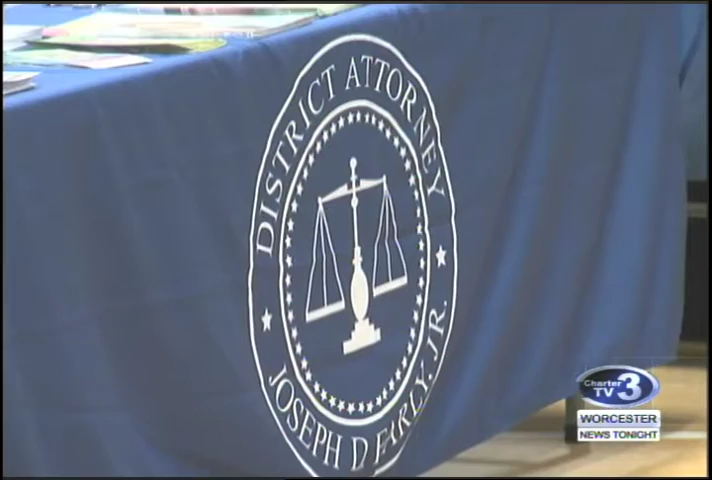 DISTRICT ATTORNEY
JOSEPH D. EARLY, JR.
Charter
TV 3
WORCESTER
NEWS TONIGHT